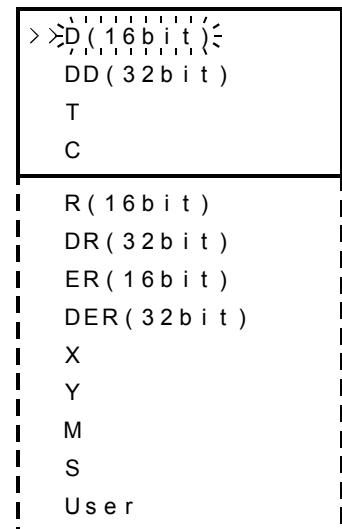 >>D(16bit)
DD(32bit)
T
C
R(16bit)
DR(32bit)
ER(16bit)
DER(32bit)
X
Y
M
S
User